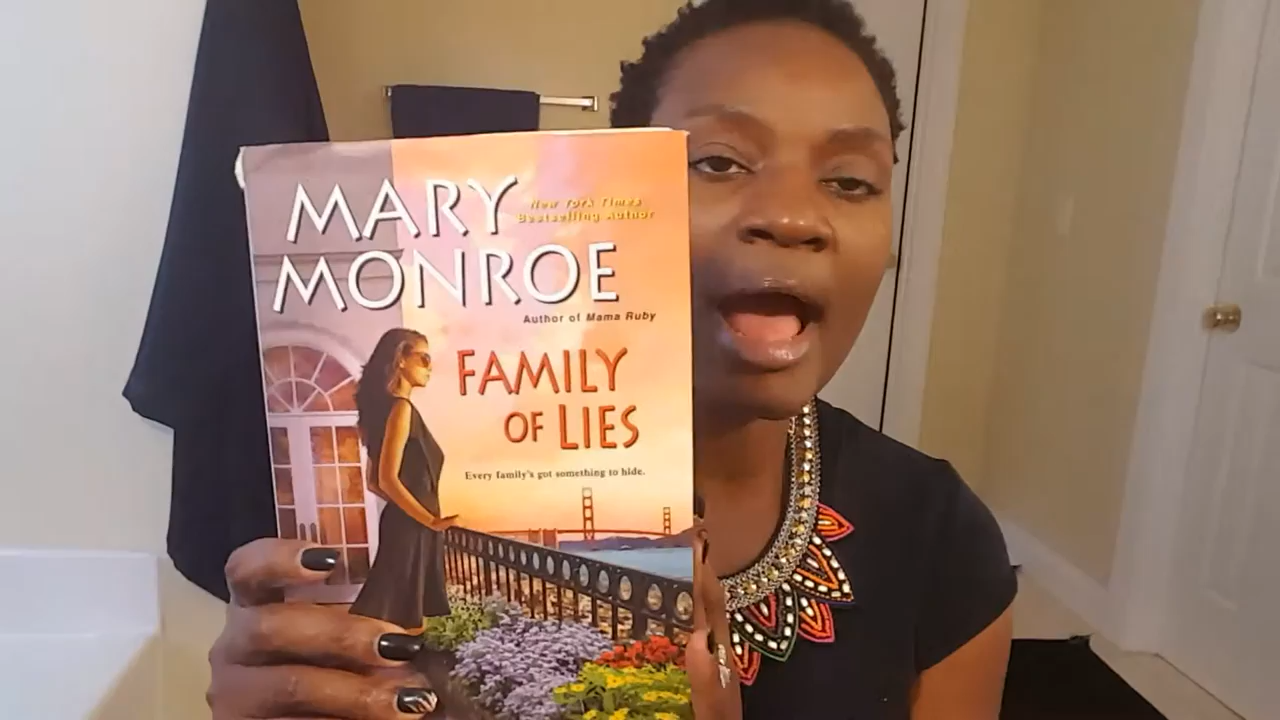 MARY
New York Times
Bestselling Author
MONROE
Author of Mama Ruby
FAMILY
OF LIES
Every family's got something to hide.